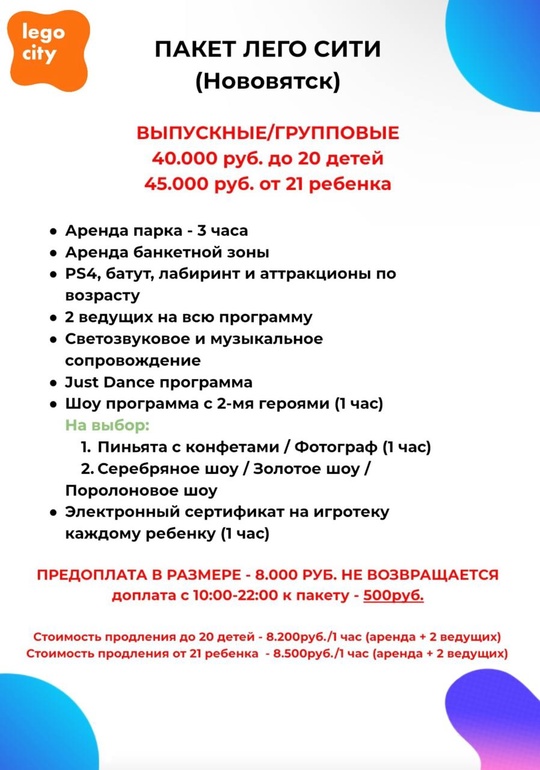 lego
city
ПАКЕТ ЛЕГО СИТИ
(Нововятск)
ВЫПУСКНЫЕ/ГРУППОВЫЕ
40.000 руб. до 20 детей
45.000 руб. от 21 ребенка
• Аренда парка - 3 часа
• Аренда банкетной зоны
• PS4, батут, лабиринт и аттракционы по
возрасту
• 2 ведущих на всю программу
• Светозвуковое и музыкальное
сопровождение
• Just Dance программа
• Шоу программа с 2-мя героями (1 час)
На выбор:
1. Пиньята с конфетами / Фотограф (1 час)
2. Серебряное шоу / Золотое шоу /
Поролоновое шоу
• Электронный сертификат на игротеку
каждому ребенку (1 час)
ПРЕДОПЛАТА В РАЗМЕРЕ - 8.000 РУБ. НЕ ВОЗВРАЩАЕТСЯ
доплата с 10:00-22:00 к пакету - 500руб.
Стоимость продления до 20 детей - 8.200руб./1 час (аренда + 2 ведущих)
Стоимость продления от 21 ребенка - 8.500руб./1 час (аренда + 2 ведущих)